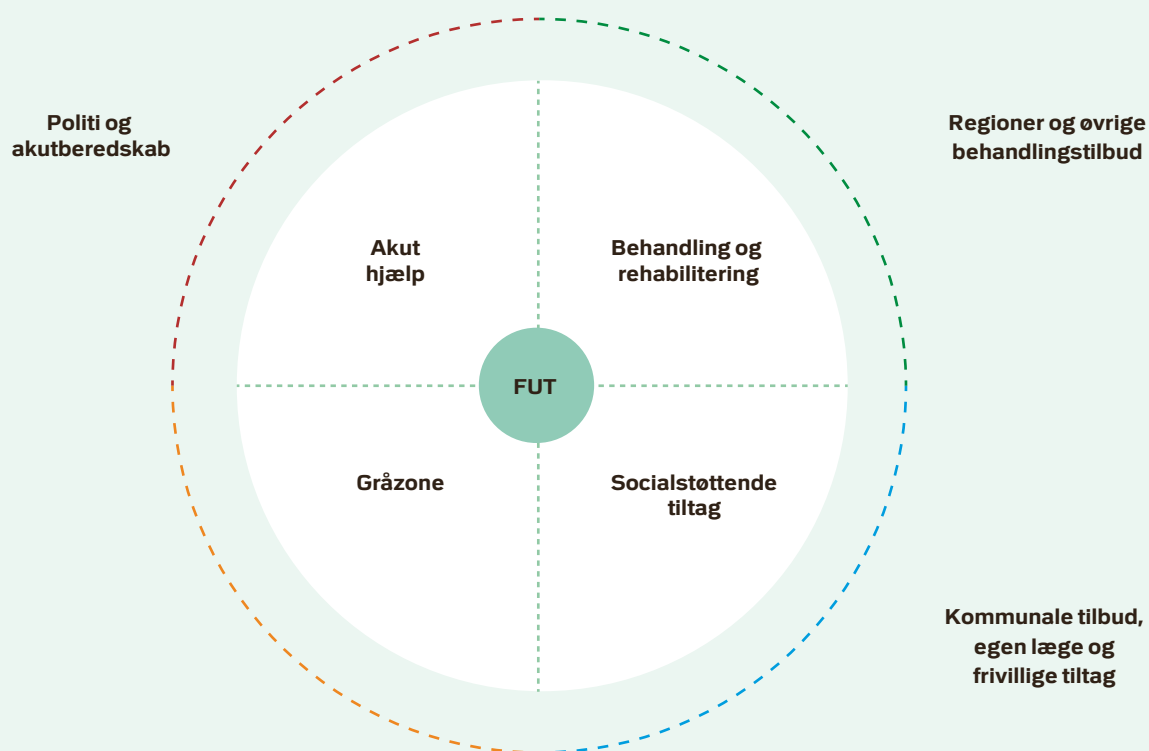 Politi og
akutberedskab
Regioner og øvrige
behandlingstilbud
Akut
hjælp
Behandling og
rehabilitering
FUT
Gråzone
Socialstøttende
tiltag
Kommunale tilbud,
egen læge og
frivillige tiltag